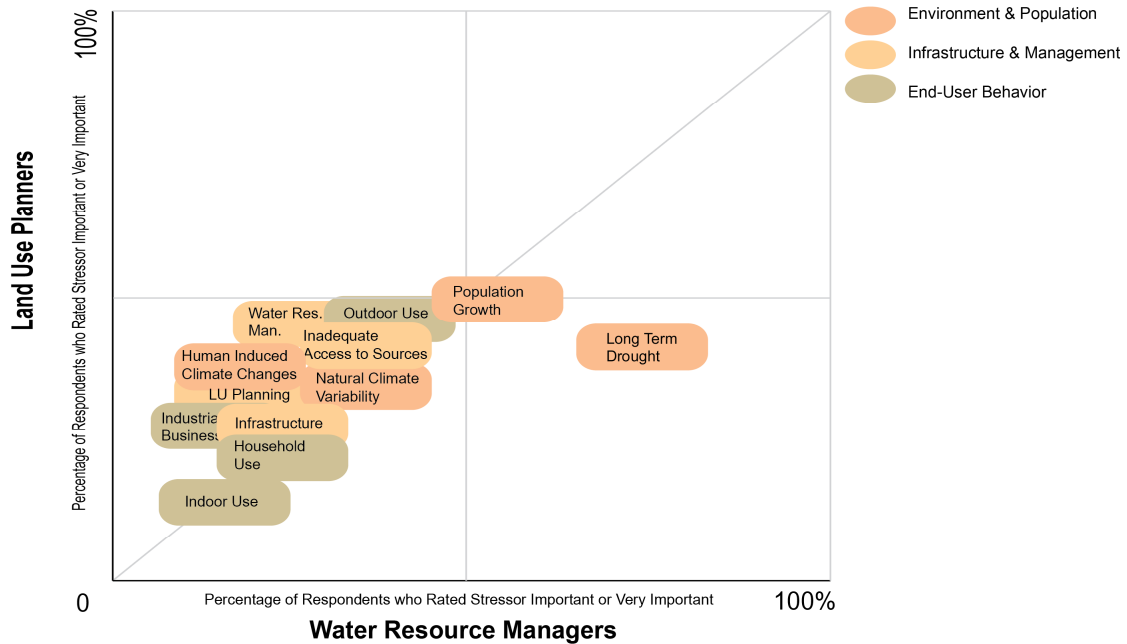 100%
Environment & Population
Infrastructure & Management
End-User Behavior
Land Use Planners
Percentage of Respondents who Rated Stressor Important or Very Important
Population
Growth
Water Res.
Man.
Outdoor Use
Inadequate
Access to Sources
Long Term
Drought
Human Induced
Climate Changes
Natural Climate
Variability
LU Planning
Industria
Business
Infrastructure
Household
Use
Indoor Use
0
Percentage of Respondents who Rated Stressor Important or Very Important
100%
Water Resource Managers